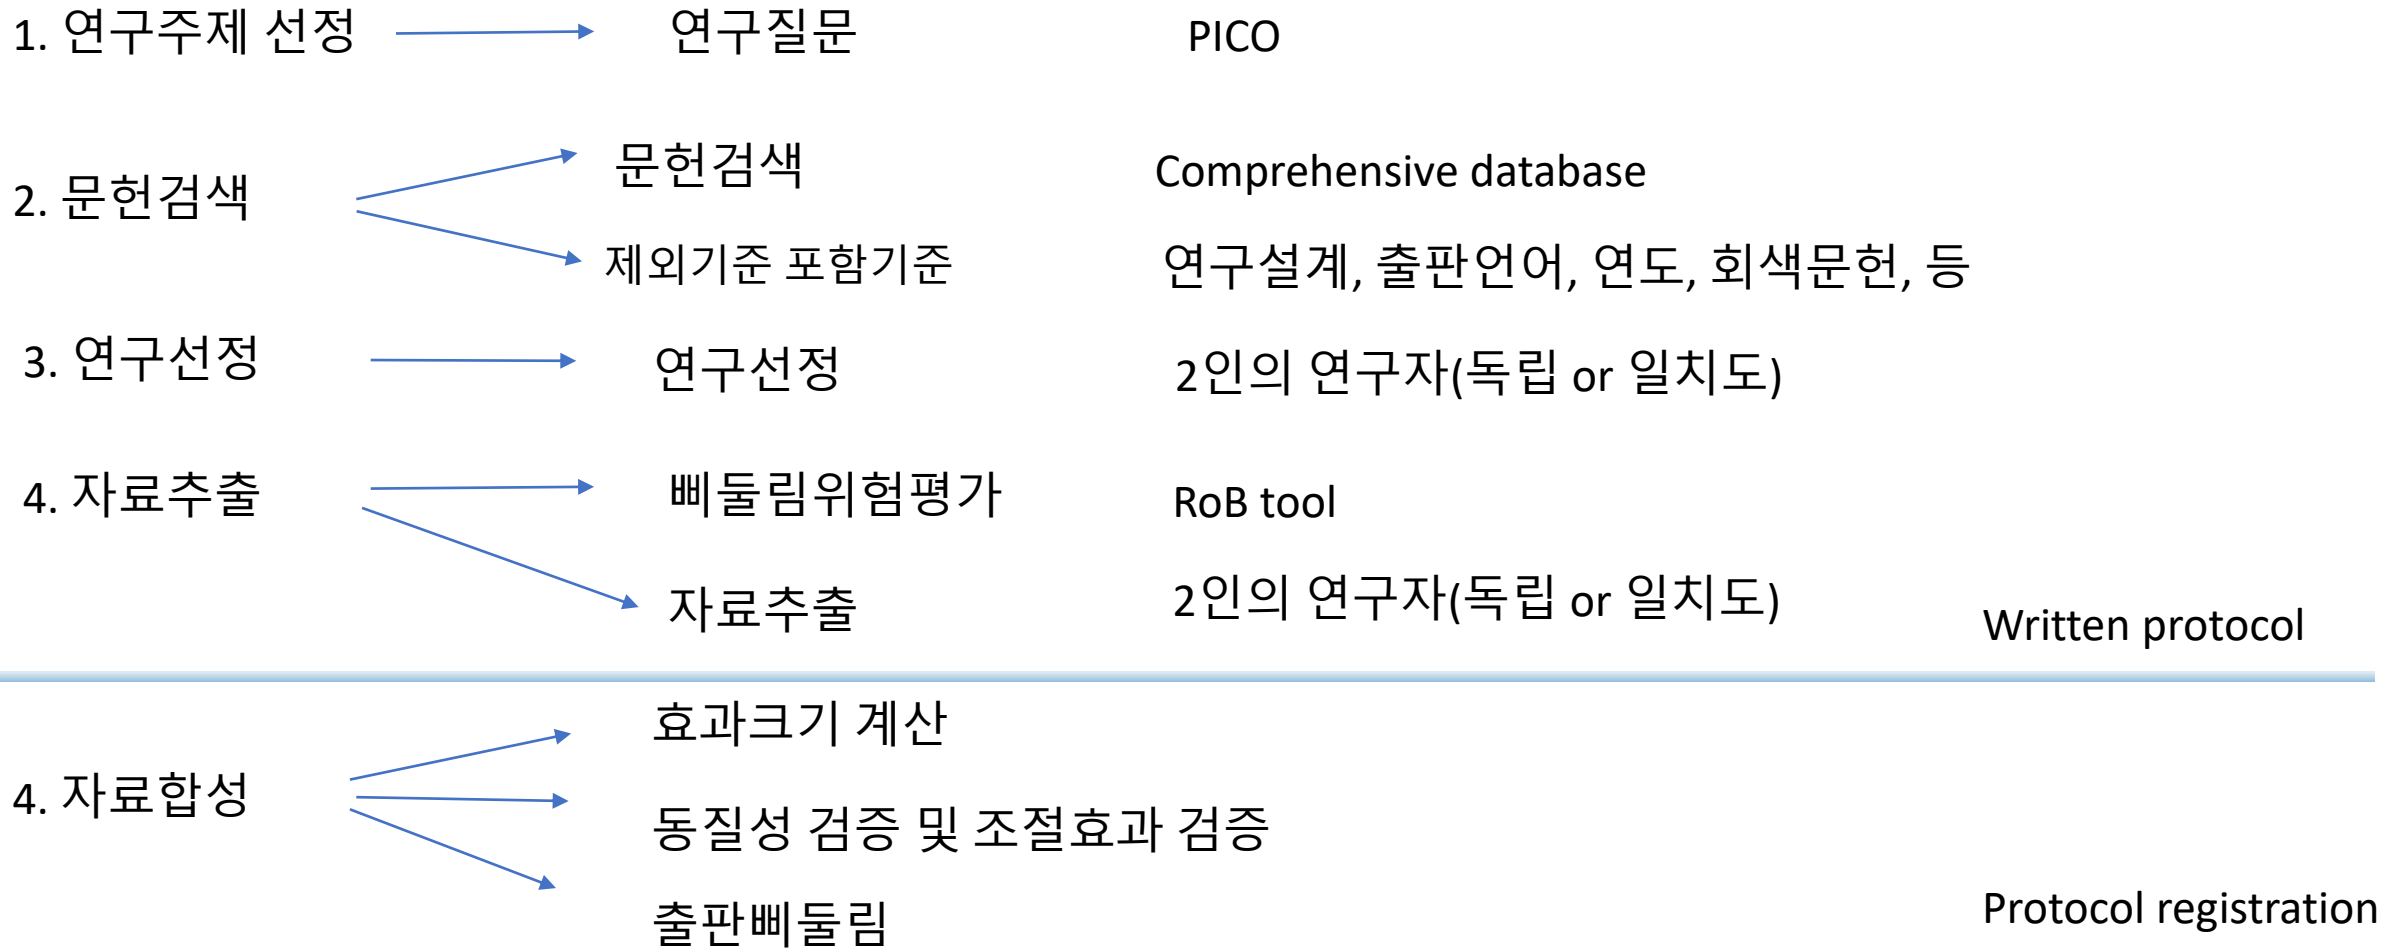 1. 연구주제 선정 연구질문 PICO
문헌검색 Comprehensive database
2. 문헌검색
제외기준 포함기준 연구설계, 출판언어, 연도, 회색문헌, 등
3. 연구선정 연구선정 2인의 연구자(독립 or 일치도)
4. 자료추출 삐둘림위험평가 RoB tool
자료추출 2인의 연구자(독립 or 일치도)
Written protocol
효과크기 계산
4. 자료합성
동질성 검증 및 조절효과 검증
출판삐둘림
Protocol registration